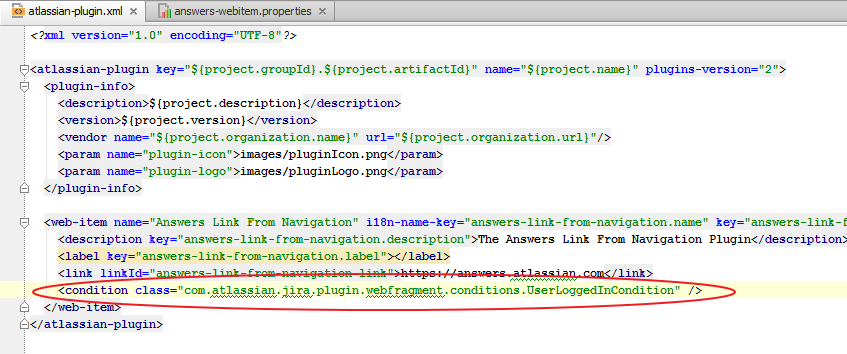 atlassian-plugin.xml answers-webitem.properties
<?xml version="1.0" encoding="UTF-8"?>
<atlassian-plugin key="${project.groupId}.${project.artifactId}" name="${project.name}" plugins-version="2">
<plugin-info>
<description>${project.description}</description>
<version>${project.version}</version>
<vendor name="${project.organization.name}" url="${project.organization.url}"/>
<param name="plugin-icon">images/pluginIcon.png</param>
<param name="plugin-logo">images/pluginLogo.png</param>
</plugin-info>
<web-item name="Answers Link From Navigation" i18n-name-key="answers-link-from-navigation.name" key="answers-link-f
<description key="answers-link-from-navigation.description">The Answers Link From Navigation Plugin</description>
<label key="answers-link-from-navigation.label"></label>
<link linkId="answers-link-from-navigation-link">https://answers.atlassian.com</link>
<condition class="com.atlassian.jira.plugin.webfragment.conditions.UserLoggedInCondition" />
</web-item>
</atlassian-plugin>